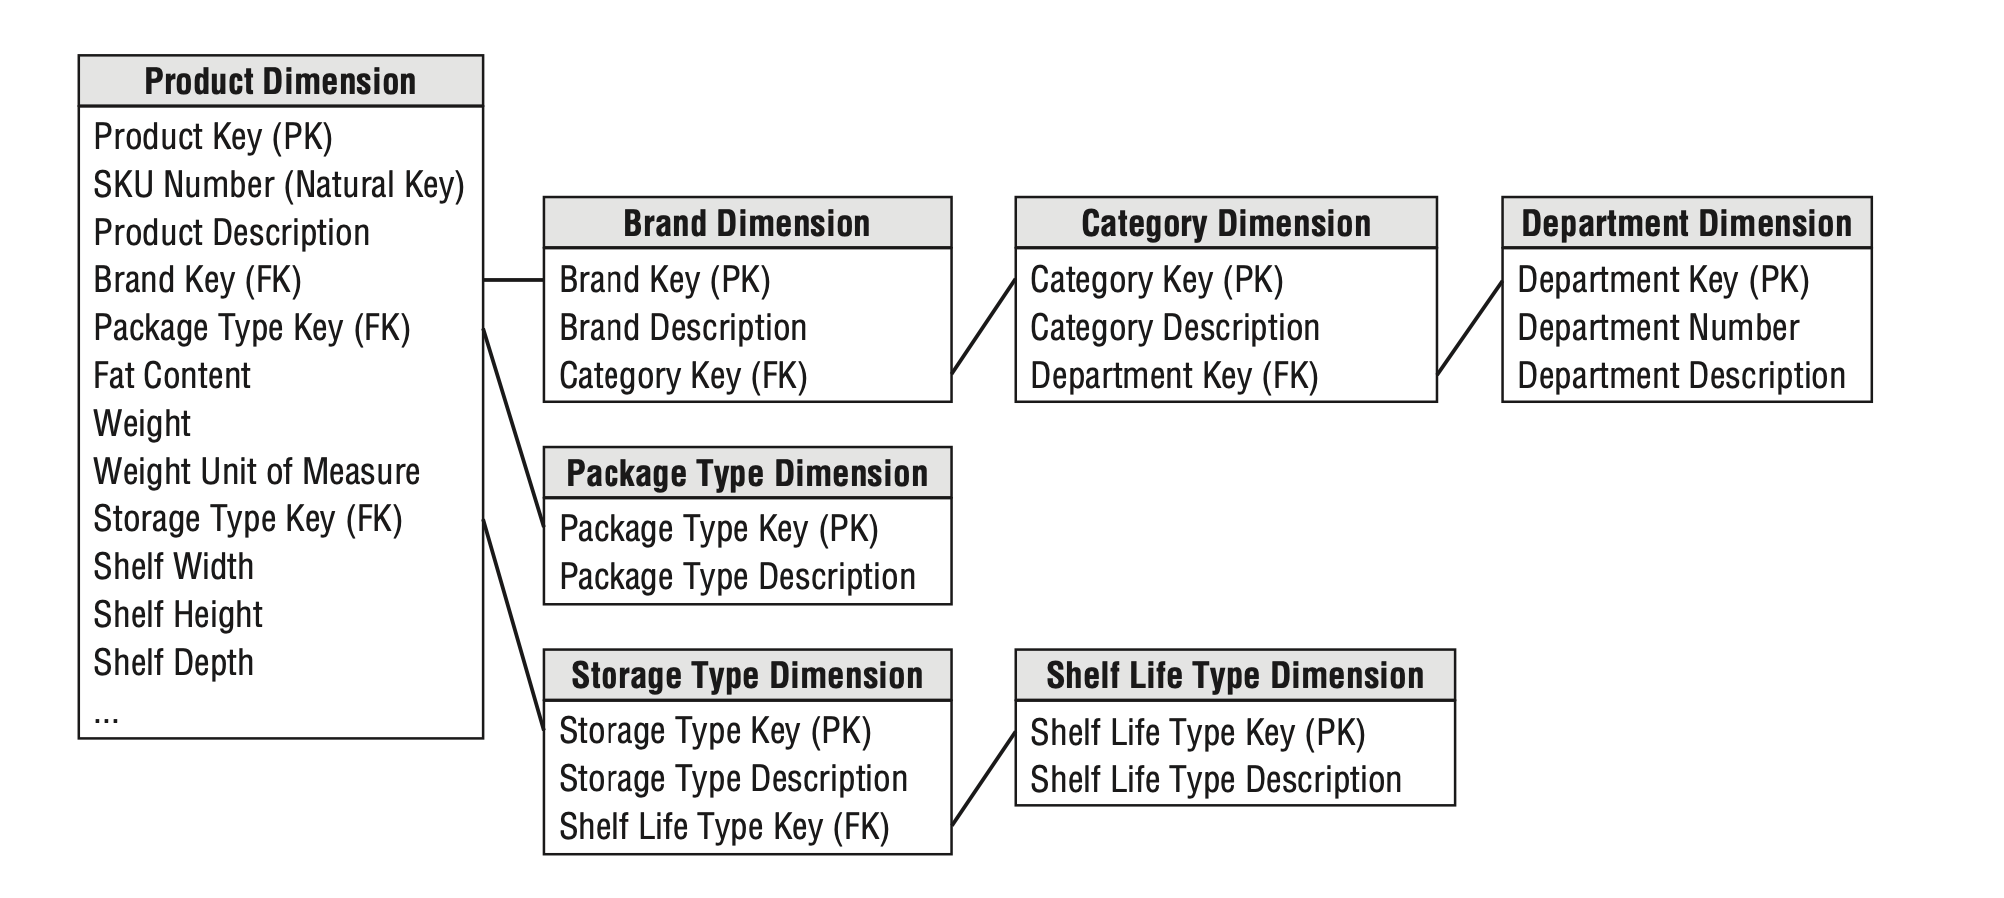 Product Dimension
Product Key (PK)
SKU Number (Natural Key)
Product Description
Brand Key (FK)
Package Type Key (FK)
Fat Content
Weight
Weight Unit of Measure
Storage Type Key (FK)
Shelf Width
Shelf Height
Shelf Depth
...
Brand Dimension
Brand Key (PK)
Brand Description
Category Key (FK)
Category Dimension
Category Key (PK)
Category Description
Department Key (FK)
Department Dimension
Department Key (PK)
Department Number
Department Description
Package Type Dimension
Package Type Key (PK)
Package Type Description
Storage Type Dimension
Storage Type Key (PK)
Storage Type Description
Shelf Life Type Key (FK)
Shelf Life Type Dimension
Shelf Life Type Key (PK)
Shelf Life Type Description